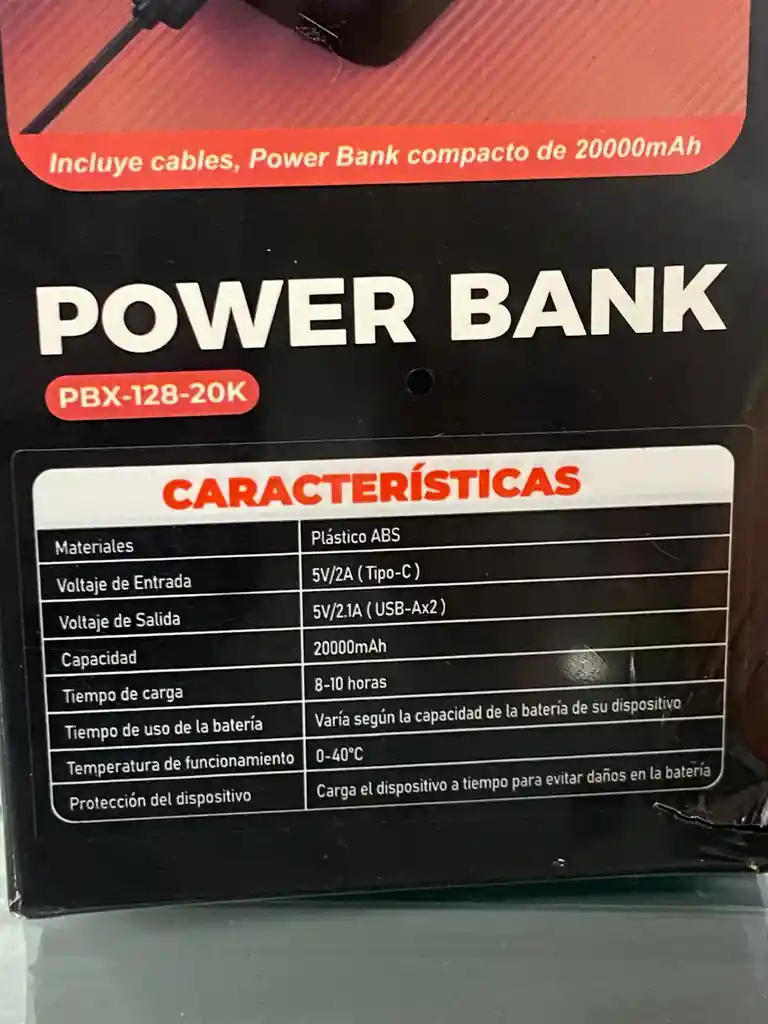 Incluye cables, Power Bank compacto de 20000mAh
POWER BANK
PBX-128-20K
CARACTERÍSTICAS
Materiales Plástico ABS
Voltaje de Entrada 5V/2A ( Tipo-C )
Voltaje de Salida 5V/2.1A ( USB-Ax2 )
Capacidad 20000mAh
Tiempo de carga 8-10 horas
Tiempo de uso de la batería Varía según la capacidad de la batería de su dispositivo
Temperatura de funcionamiento 0-40°C
Protección del dispositivo Carga el dispositivo a tiempo para evitar daños en la batería